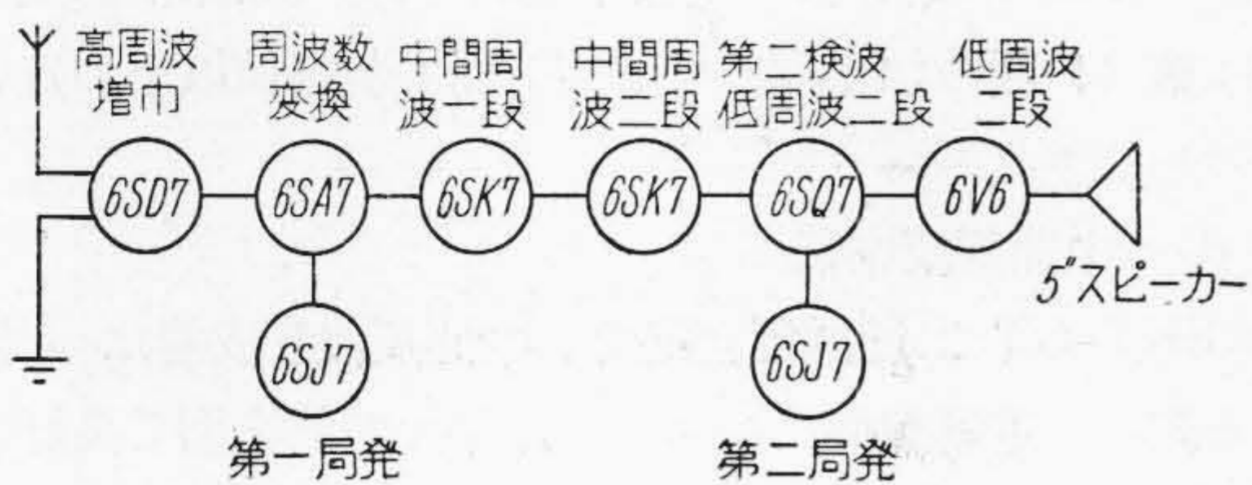 高周波
増巾
周波数
変換
中間周
波一段
中間周
波二段
第二検波
低周波二段
低周波
二段
6SD7
6SA7
6SK7
6SK7
6SQ7
6V6
5"スピーカー
6SJ7
6SJ7
第一局発
第二局発